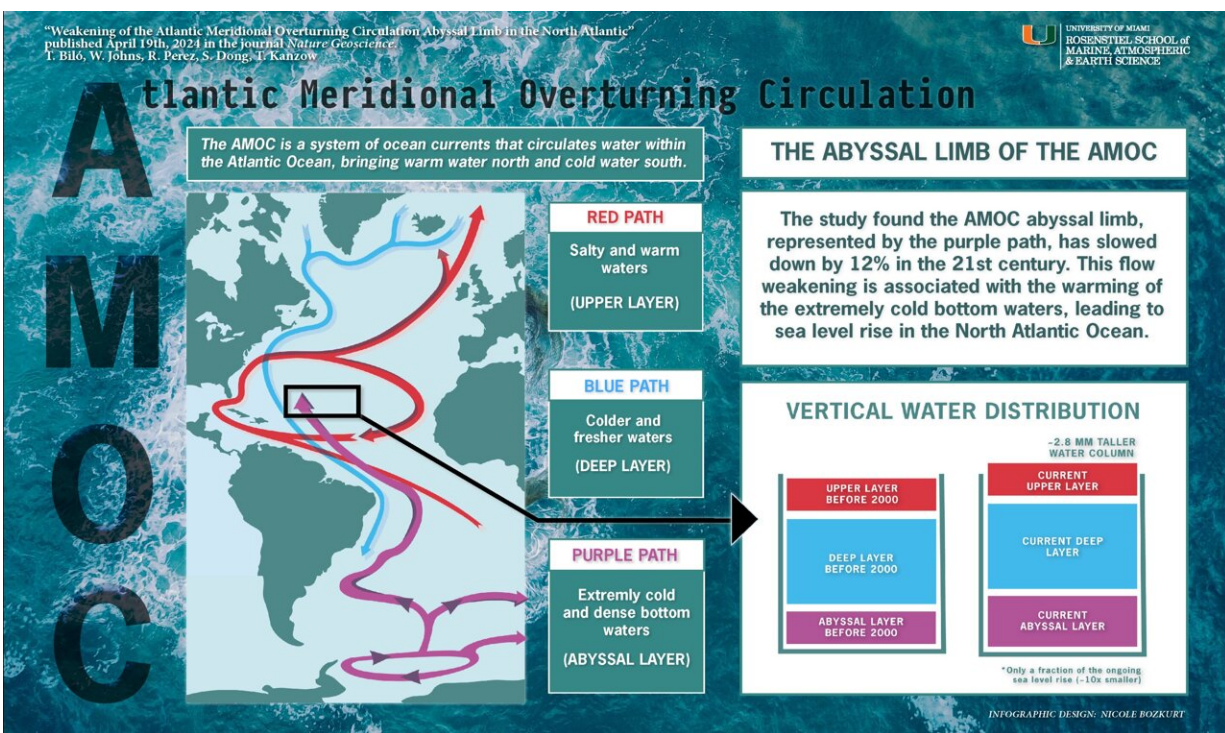 "Weakening of the Atlantic Meridional Overturning Circulation Abyssal Limb in the North Atlantic"
published April 19th, 2024 in the journal Nature Geoscience.
T. Biló, W. Johns, R. Perez, S. Dong, T. Kanzow
UNIVERSITY OF MIAMI
ROSENSTIEL SCHOOL of
MARINE, ATMOSPHERIC
& EARTH SCIENCE
Atlantic Meridional Overturning Circulation
M
O
C
The AMOC is a system of ocean currents that circulates water within
the Atlantic Ocean, bringing warm water north and cold water south.
RED PATH
Salty and warm
waters
(UPPER LAYER)
BLUE PATH
Colder and
fresher waters
(DEEP LAYER)
PURPLE PATH
Extremly cold
and dense bottom
waters
(ABYSSAL LAYER)
THE ABYSSAL LIMB OF THE AMOC
The study found the AMOC abyssal limb,
represented by the purple path, has slowed
down by 12% in the 21st century. This flow
weakening is associated with the warming of
the extremely cold bottom waters, leading to
sea level rise in the North Atlantic Ocean.
VERTICAL WATER DISTRIBUTION
~2.8 MM TALLER
WATER COLUMN
UPPER LAYER
BEFORE 2000
DEEP LAYER
BEFORE 2000
ABYSSAL LAYER
BEFORE 2000
CURRENT
UPPER LAYER
CURRENT DEEP
LAYER
CURRENT
ABYSSAL LAYER
*Only a fraction of the ongoing
sea level rise (~10x smaller)
INFOGRAPHIC DESIGN: NICOLE BOZKURT